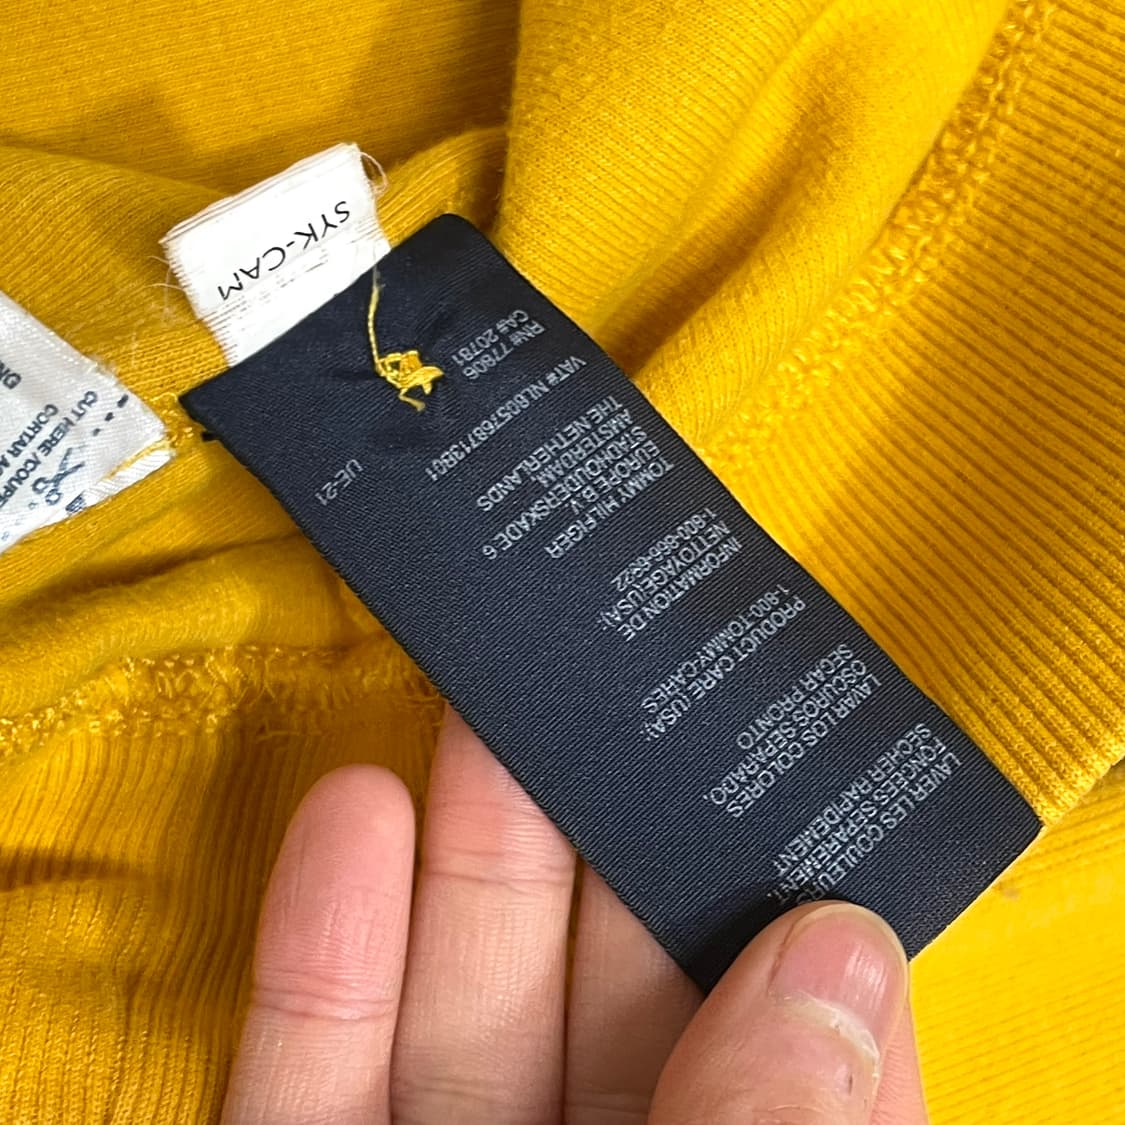 LAVER LES COULEURS
FONCEES SEPAREMENT.
SECHER RAPIDEMENT
LAVAR LOS COLORES
OSCUROS SEPARADO,
SECAR PRONTO
PRODUCT CARE (USA):
1-800-TOMMY-CARES
INFORMATION DE
NETTOYAGE(USA):
1-800-866-6922
TOMMY HILFIGER
EUROPE B.V.
STADHOUDERSKADE 6
AMSTERDAM
THE NETHERLANDS
VAT# NL805768713B01
RN# 77806
CA# 20781
UE-21
SYK-CAM
CUT HERE /COUPE
CORTAR